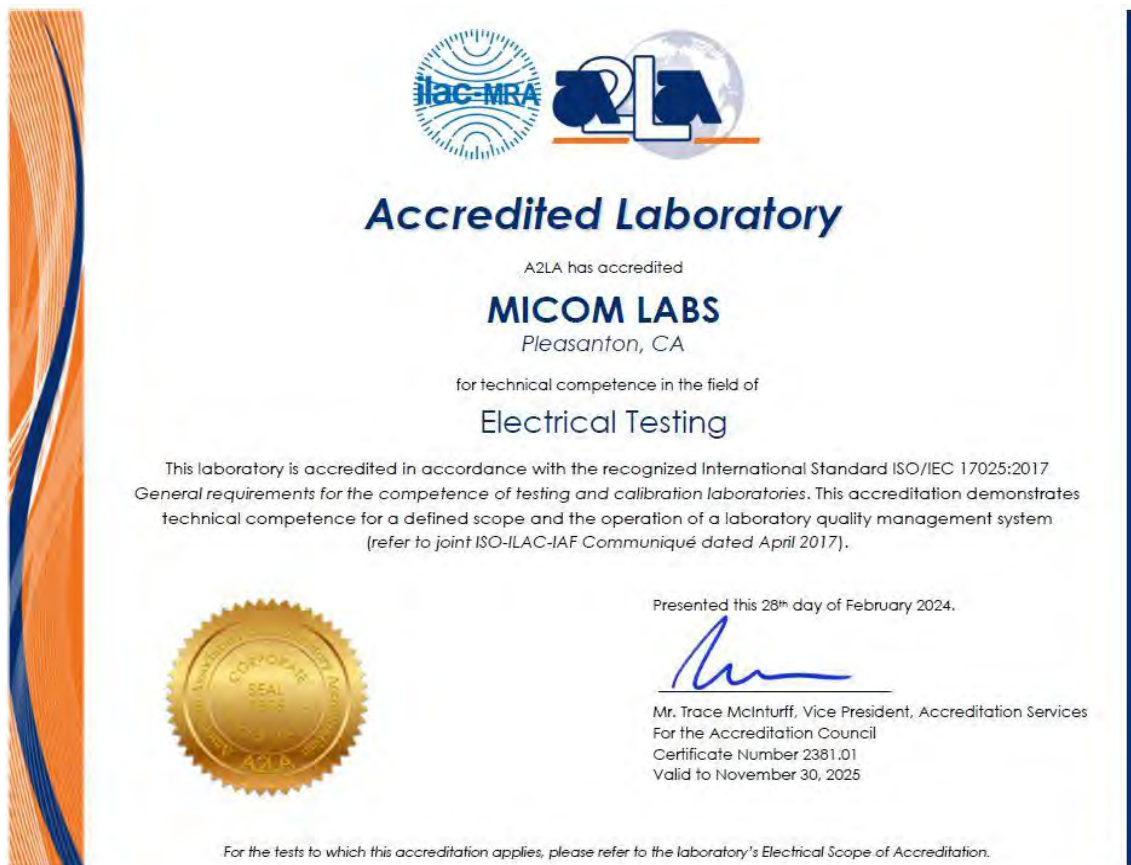 ilac-MRA
a2La
Accredited Laboratory
A2LA has accredited
MICOM LABS
Pleasanton, CA
for technical competence in the field of
Electrical Testing
This laboratory is accredited in accordance with the recognized International Standard ISO/IEC 17025:2017
General requirements for the competence of testing and calibration laboratories. This accreditation demonstrates
technical competence for a defined scope and the operation of a laboratory quality management system
(refer to joint ISO-ILAC-IAF Communiqué dated April 2017).
Presented this 28th day of February 2024.
Mr. Trace McInturff, Vice President, Accreditation Services
For the Accreditation Council
Certificate Number 2381.01
Valid to November 30, 2025
CORPORATE
SEAL
A2LA
For the tests to which this accreditation applies, please refer to the laboratory's Electrical Scope of Accreditation.